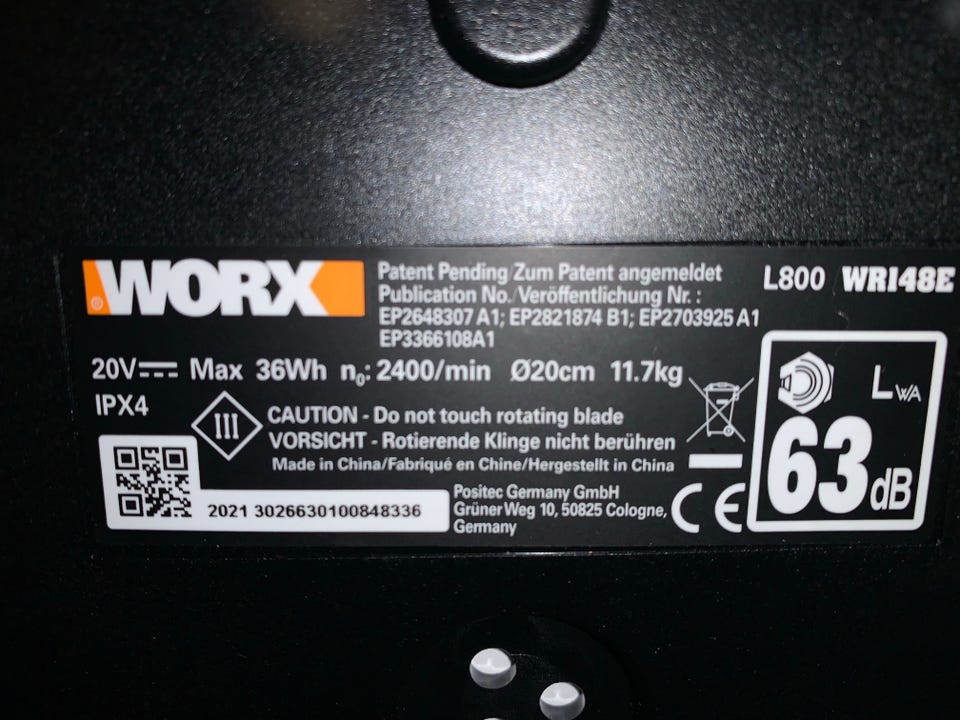 WORX
Patent Pending Zum Patent angemeldet
Publication No. Veröffentlichung Nr.:
EP2648307 A1; EP2821874 B1; EP2703925 A1
EP3366108A1
L800 WR148E
20V Max 36Wh n0: 2400/min Ø20cm 11.7kg
IPX4
III
CAUTION - Do not touch rotating blade
VORSICHT - Rotierende Klinge nicht berühren
Made in China/Fabriqué en Chine/Hergestellt in China
2021 3026630100848336
Positec Germany GmbH
Grüner Weg 10, 50825 Cologne,
Germany
CE
LWA
63dB